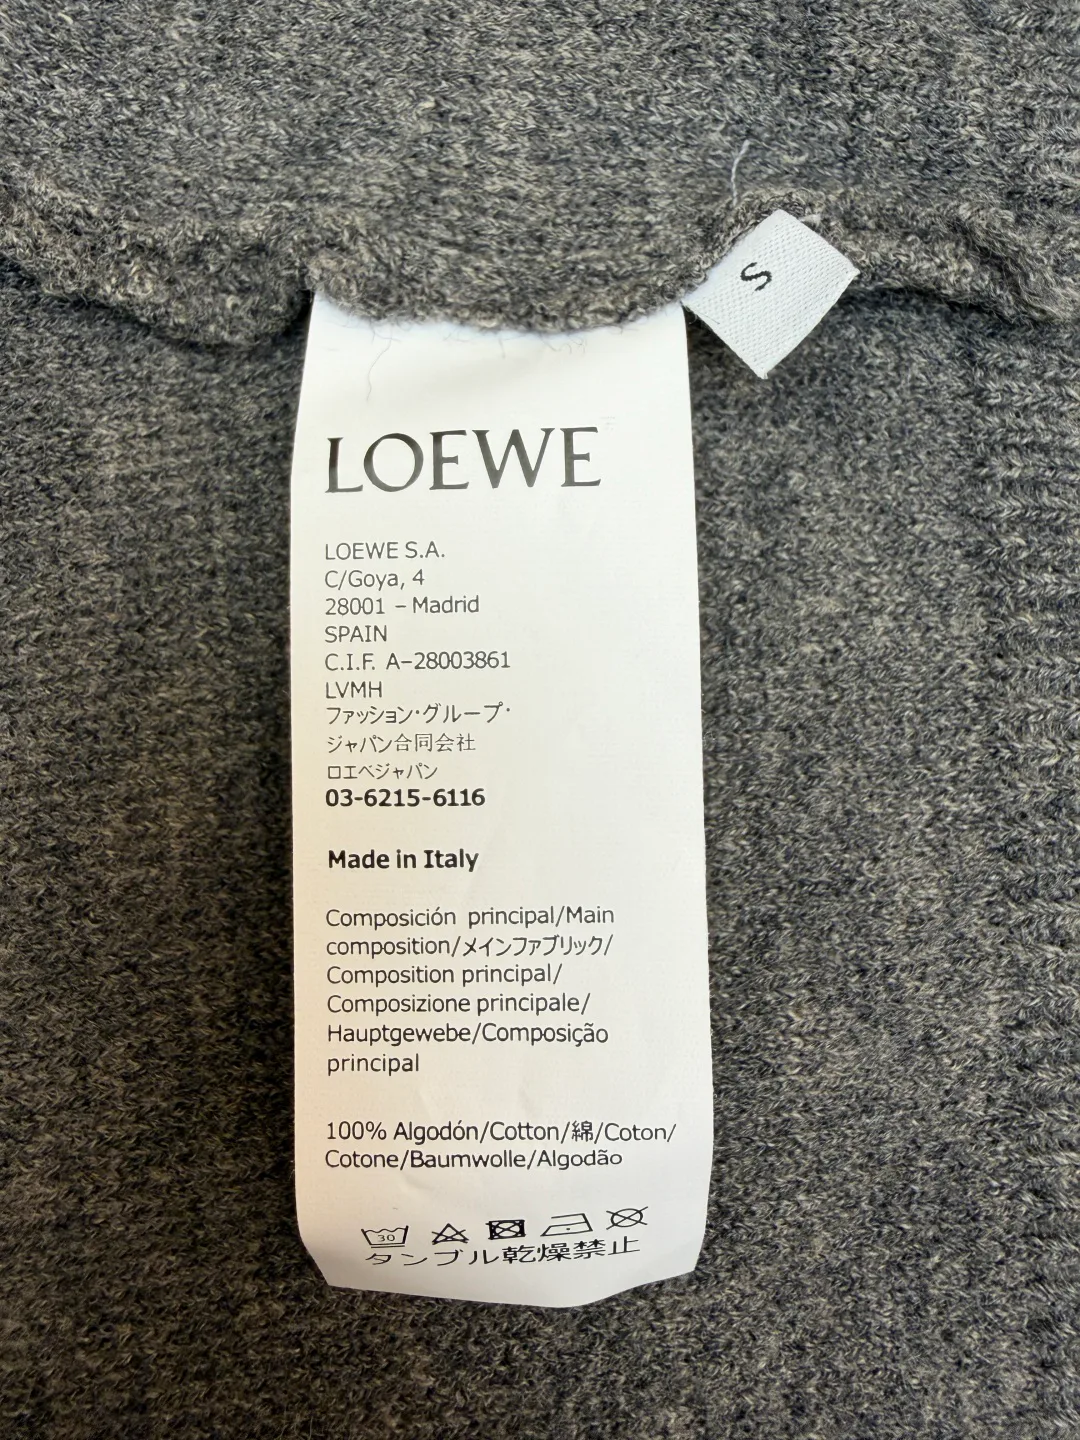 S
LOEWE
LOEWE S.A.
C/Goya, 4
28001 – Madrid
SPAIN
C.I.F. A-28003861
LVMH
ファッション・グループ・
ジャパン合同会社
ロエベジャパン
03-6215-6116
Made in Italy
Composición principal/Main
composition/メインファブリック/
Composition principal/
Composizione principale/
Hauptgewebe/Composição
principal
100% Algodón/Cotton/綿/Coton/
Cotone/Baumwolle/Algodão
30
タンブル乾燥禁止